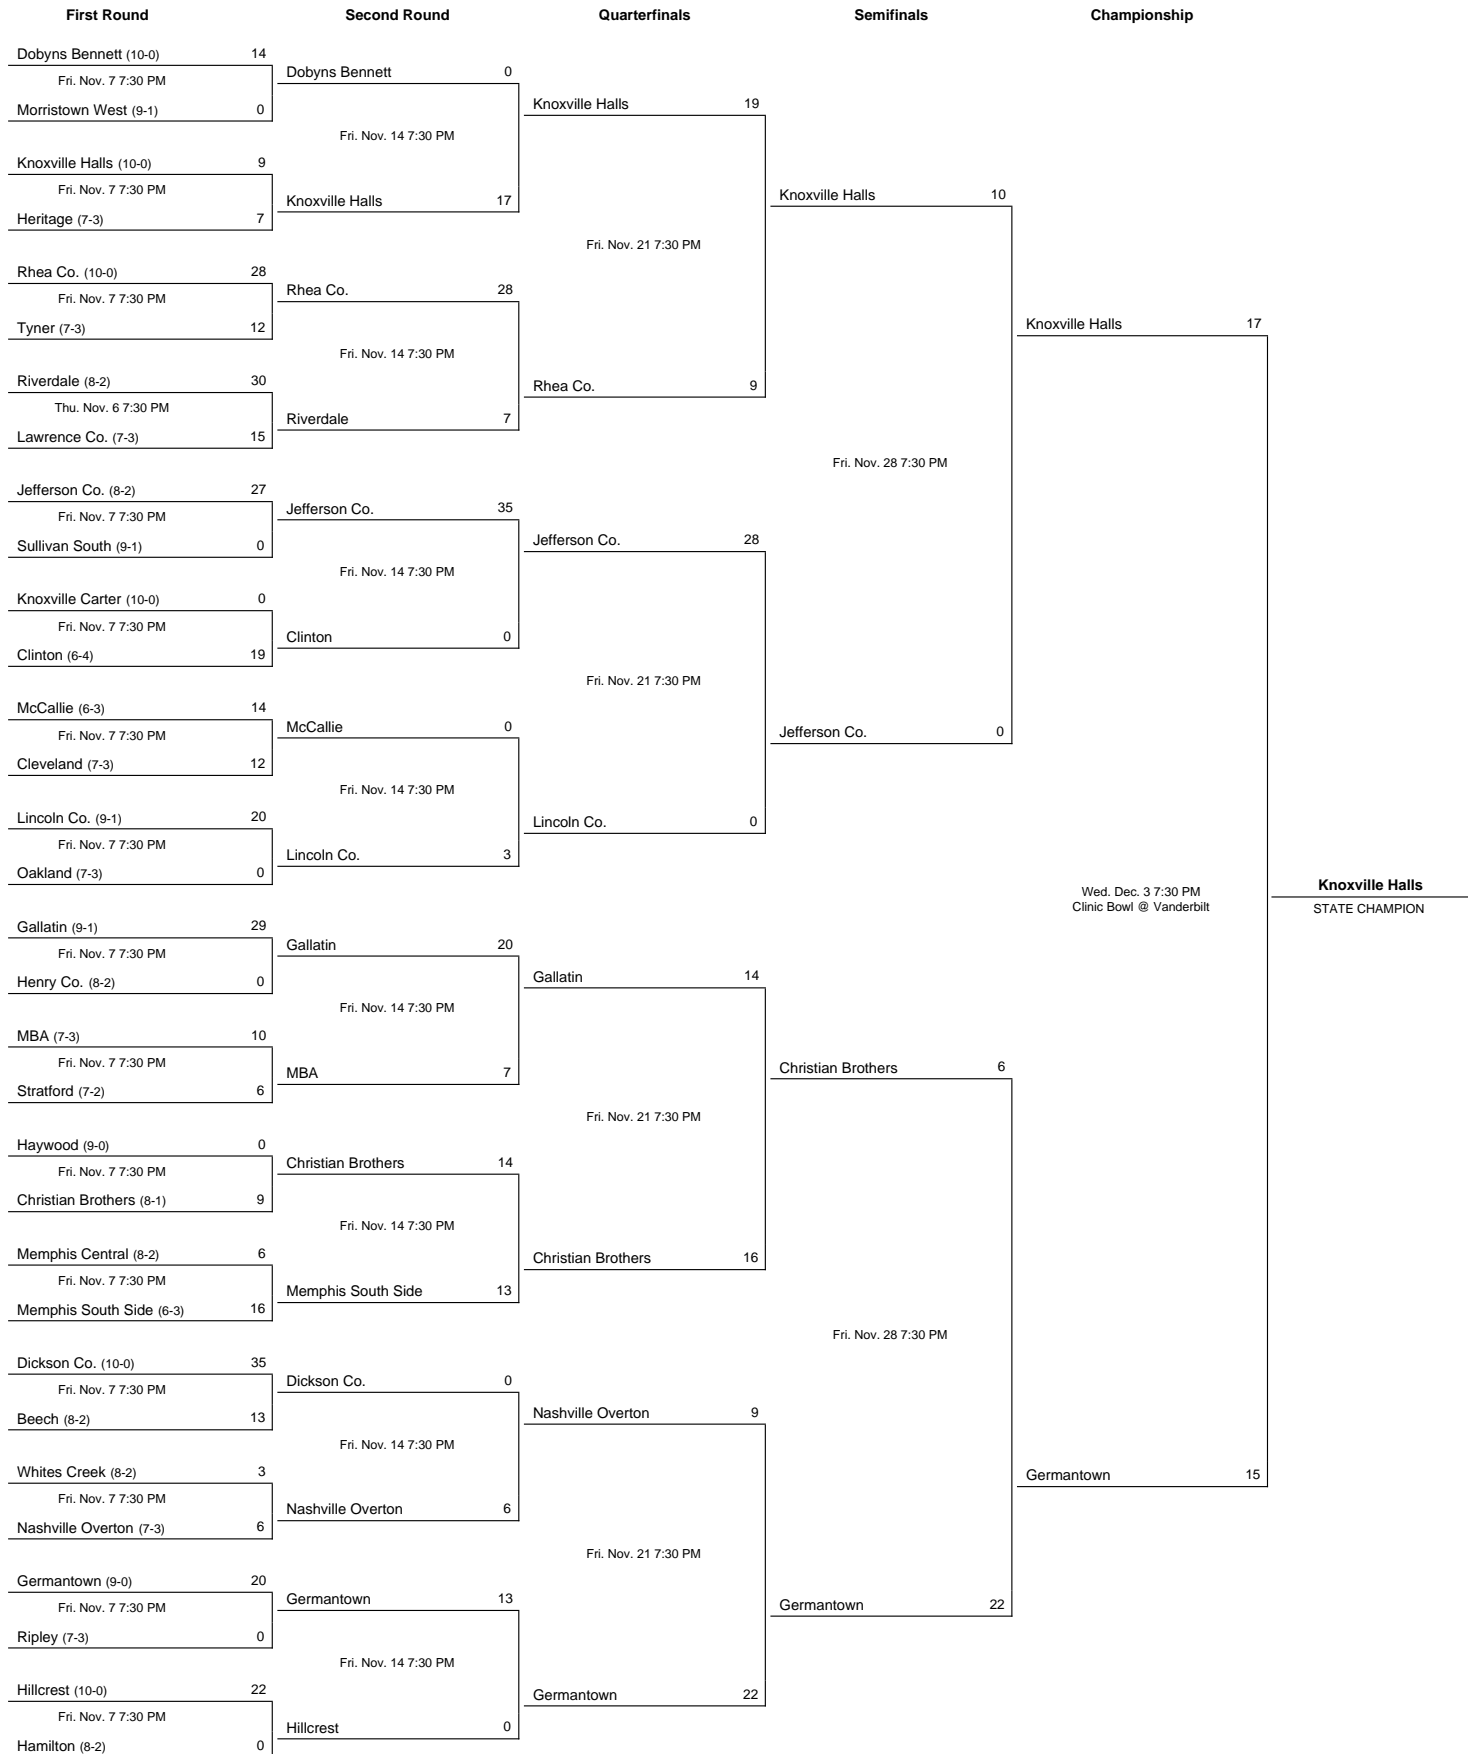 First Round Second Round Quarterfinals Semifinals Championship
Dobyns Bennett (10-0) 14
Fri. Nov. 7 7:30 PM
Morristown West (9-1) 0
Knoxville Halls (10-0) 9
Fri. Nov. 7 7:30 PM
Heritage (7-3) 7
Rhea Co. (10-0) 28
Fri. Nov. 7 7:30 PM
Tyner (7-3) 12
Riverdale (8-2) 30
Thu. Nov. 6 7:30 PM
Lawrence Co. (7-3) 15
Jefferson Co. (8-2) 27
Fri. Nov. 7 7:30 PM
Sullivan South (9-1) 0
Knoxville Carter (10-0) 0
Fri. Nov. 7 7:30 PM
Clinton (6-4) 19
McCallie (6-3) 14
Fri. Nov. 7 7:30 PM
Cleveland (7-3) 12
Lincoln Co. (9-1) 20
Fri. Nov. 7 7:30 PM
Oakland (7-3) 0
Gallatin (9-1) 29
Fri. Nov. 7 7:30 PM
Henry Co. (8-2) 0
MBA (7-3) 10
Fri. Nov. 7 7:30 PM
Stratford (7-2) 6
Haywood (9-0) 0
Fri. Nov. 7 7:30 PM
Christian Brothers (8-1) 9
Memphis Central (8-2) 6
Fri. Nov. 7 7:30 PM
Memphis South Side (6-3) 16
Dickson Co. (10-0) 35
Fri. Nov. 7 7:30 PM
Beech (8-2) 13
Whites Creek (8-2) 3
Fri. Nov. 7 7:30 PM
Nashville Overton (7-3) 6
Germantown (9-0) 20
Fri. Nov. 7 7:30 PM
Ripley (7-3) 0
Hillcrest (10-0) 22
Fri. Nov. 7 7:30 PM
Hamilton (8-2) 0
Dobyns Bennett 0
Fri. Nov. 14 7:30 PM
Knoxville Halls 17
Rhea Co. 28
Fri. Nov. 14 7:30 PM
Riverdale 7
Jefferson Co. 35
Fri. Nov. 14 7:30 PM
Clinton 0
McCallie 0
Fri. Nov. 14 7:30 PM
Lincoln Co. 3
Gallatin 20
Fri. Nov. 14 7:30 PM
MBA 7
Christian Brothers 14
Fri. Nov. 14 7:30 PM
Memphis South Side 13
Dickson Co. 0
Fri. Nov. 14 7:30 PM
Nashville Overton 6
Germantown 13
Fri. Nov. 14 7:30 PM
Hillcrest 0
Knoxville Halls 19
Fri. Nov. 21 7:30 PM
Rhea Co. 9
Jefferson Co. 28
Fri. Nov. 21 7:30 PM
Lincoln Co. 0
Gallatin 14
Fri. Nov. 21 7:30 PM
Christian Brothers 16
Nashville Overton 9
Fri. Nov. 21 7:30 PM
Germantown 22
Knoxville Halls 10
Fri. Nov. 28 7:30 PM
Jefferson Co. 0
Christian Brothers 6
Fri. Nov. 28 7:30 PM
Germantown 22
Knoxville Halls 17
Wed. Dec. 3 7:30 PM
Clinic Bowl @ Vanderbilt
Germantown 15
Knoxville Halls
STATE CHAMPION